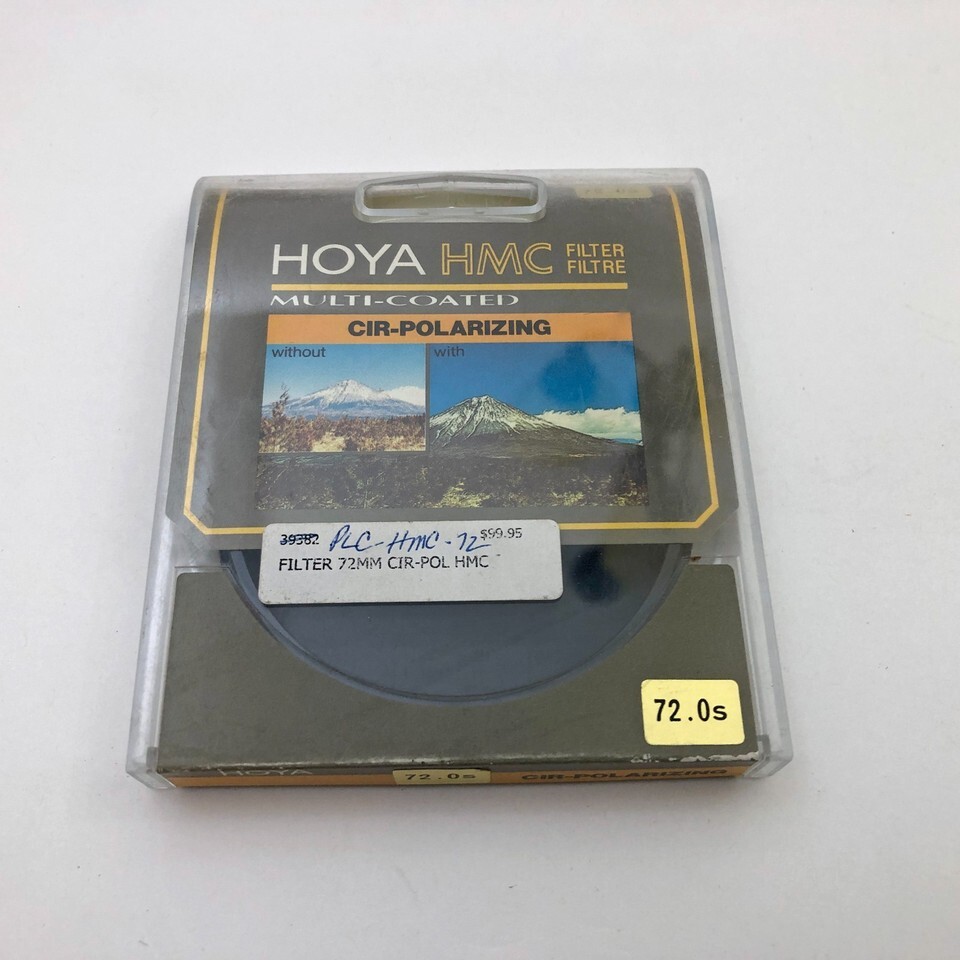 HOYA HMC FILTER FILTRE
MULTI-COATED
CIR-POLARIZING
without with
39382 PLC-HMC-72 $99.95
FILTER 72MM CIR-POL HMC
72.0s
HOYA 72.0s CIR-POLARIZING